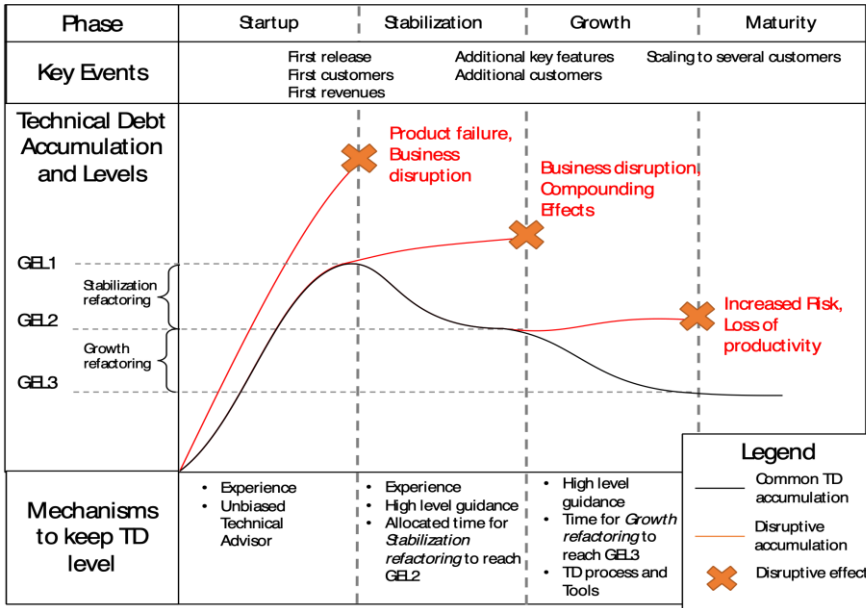 Phase
Startup
Stabilization
Growth
Maturity
Key Events
First release
First customers
First revenues
Additional key features
Additional customers
Scaling to several customers
Technical Debt
Accumulation
and Levels
Product failure,
Business
disruption
Business disruption,
Compounding
Effects
Increased Risk,
Loss of
productivity
GEL1
Stabilization
refactoring
GEL2
Growth
refactoring
GEL3
Mechanisms
to keep TD
level
• Experience
• Unbiased
Technical
Advisor
• Experience
• High level guidance
• Allocated time for
Stabilization
refactoring to reach
GEL2
• High level
guidance
• Time for Growth
refactoring to
reach GEL3
• TD process and
Tools
Legend
Common TD
accumulation
Disruptive
accumulation
Disruptive effect